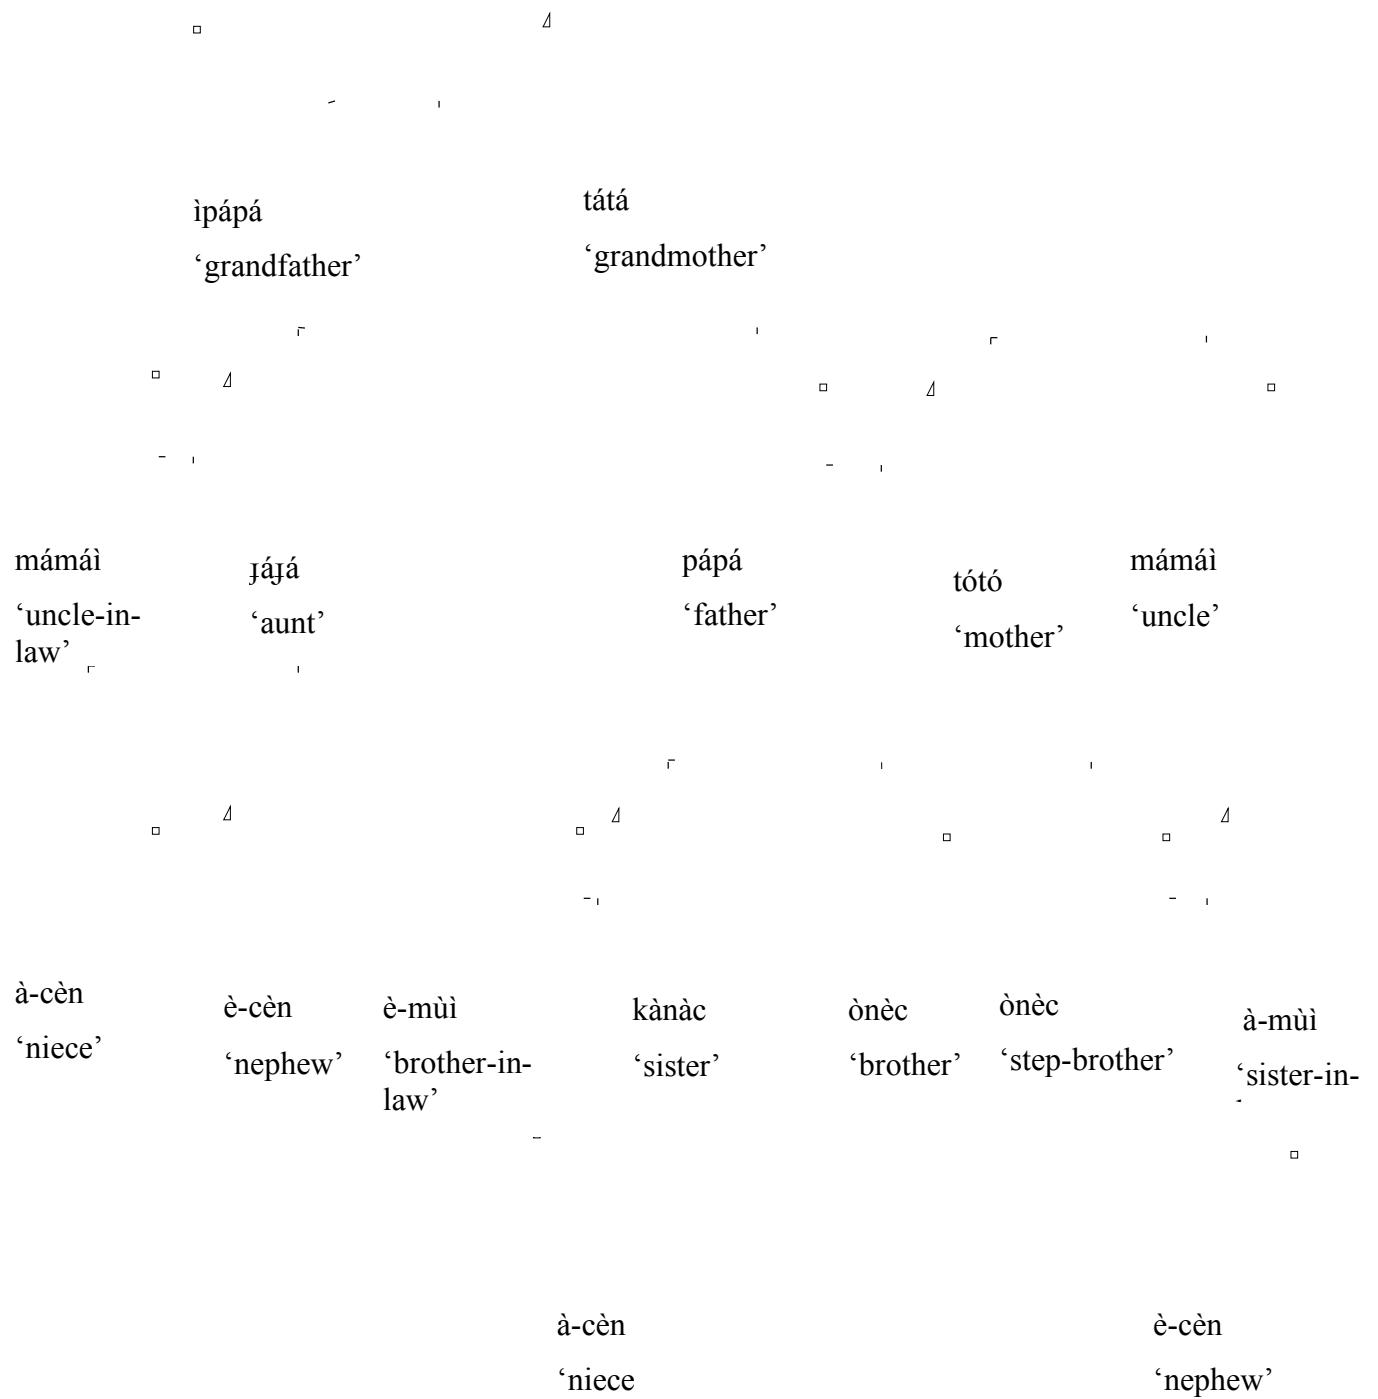 ìpápá
‘grandfather’
tátá
‘grandmother’
mámáì
‘uncle-in-
law’
ɟáɟá
‘aunt’
pápá
‘father’
tótó
‘mother’
mámáì
‘uncle’
à-cèn
‘niece’
è-cèn
‘nephew’
è-mùì
‘brother-in-
law’
kànàc
‘sister’
ònèc
‘brother’
ònèc
‘step-brother’
à-mùì
‘sister-in-
à-cèn
‘niece
è-cèn
‘nephew’